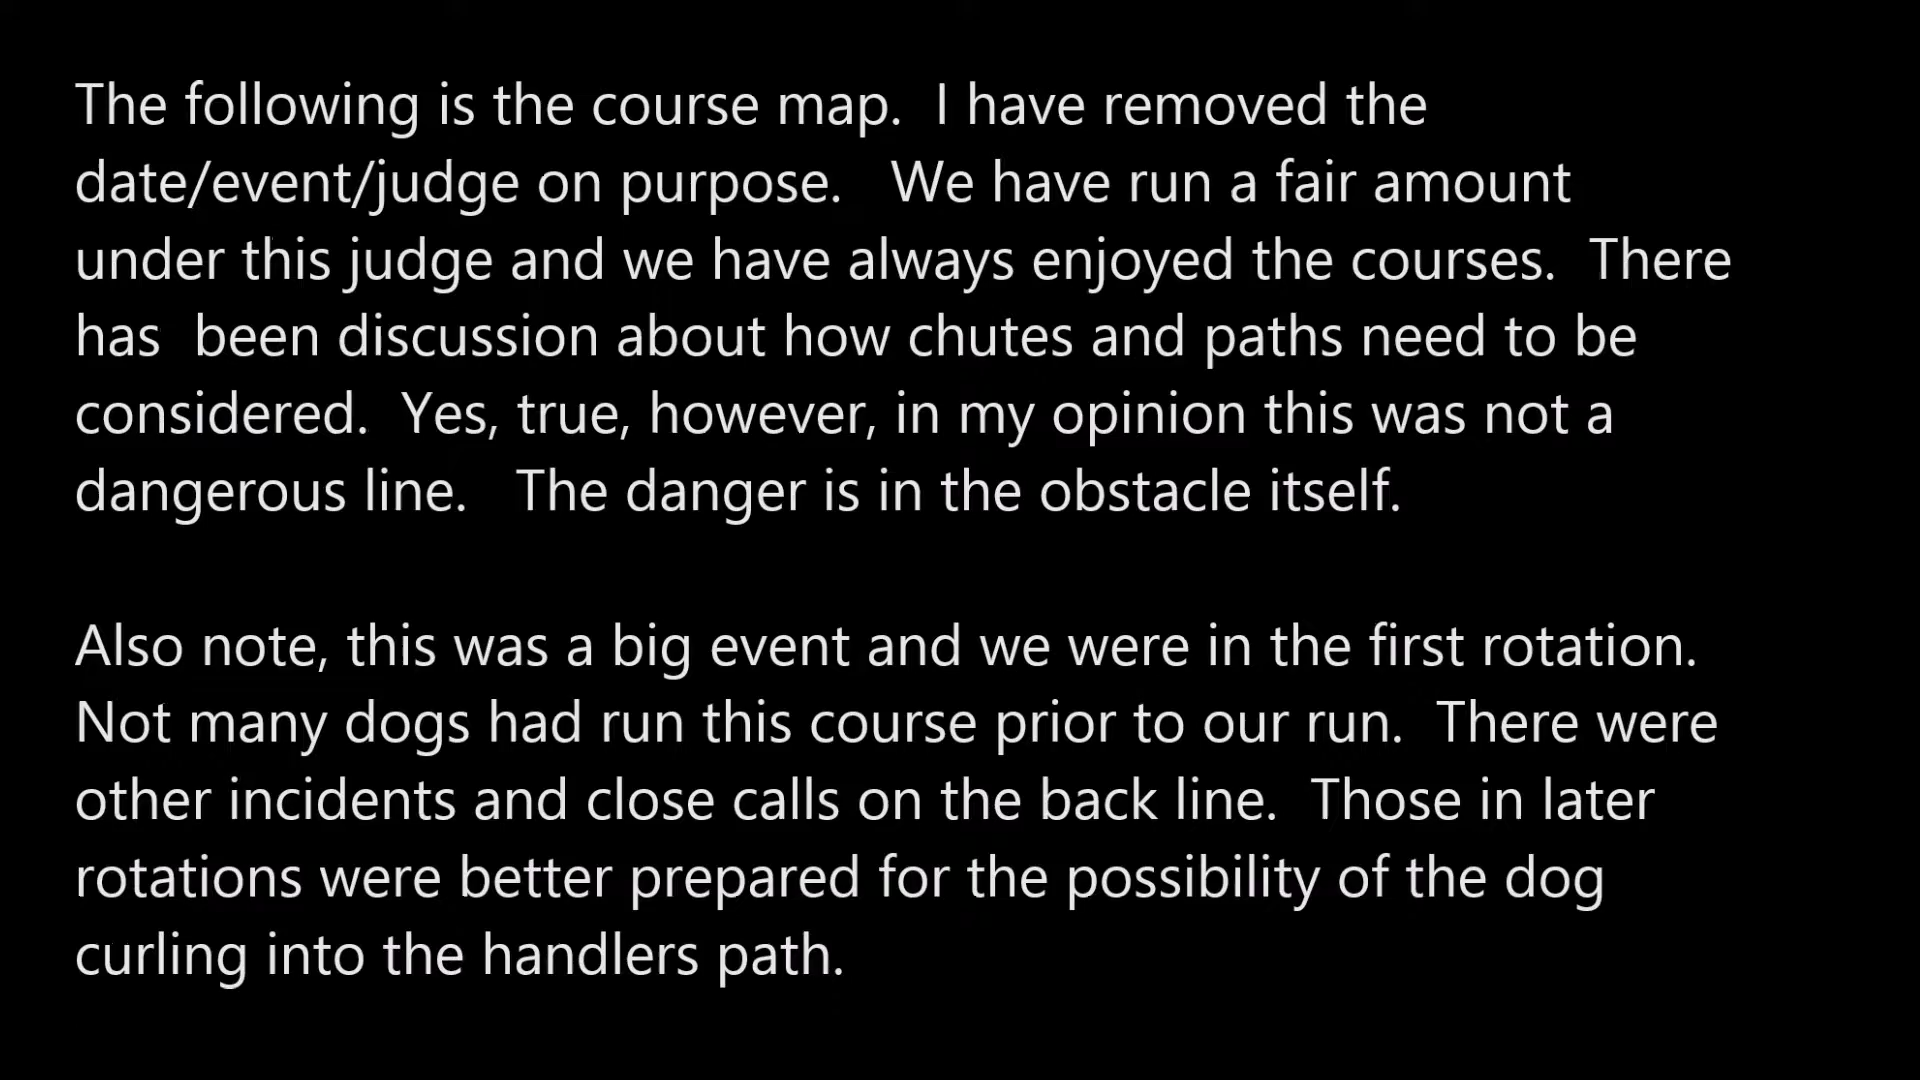 The following is the course map.  I have removed the
date/event/judge on purpose.   We have run a fair amount
under this judge and we have always enjoyed the courses.  There
has  been discussion about how chutes and paths need to be
considered.  Yes, true, however, in my opinion this was not a
dangerous line.   The danger is in the obstacle itself.
Also note, this was a big event and we were in the first rotation.
Not many dogs had run this course prior to our run.  There were
other incidents and close calls on the back line.  Those in later
rotations were better prepared for the possibility of the dog
curling into the handlers path.